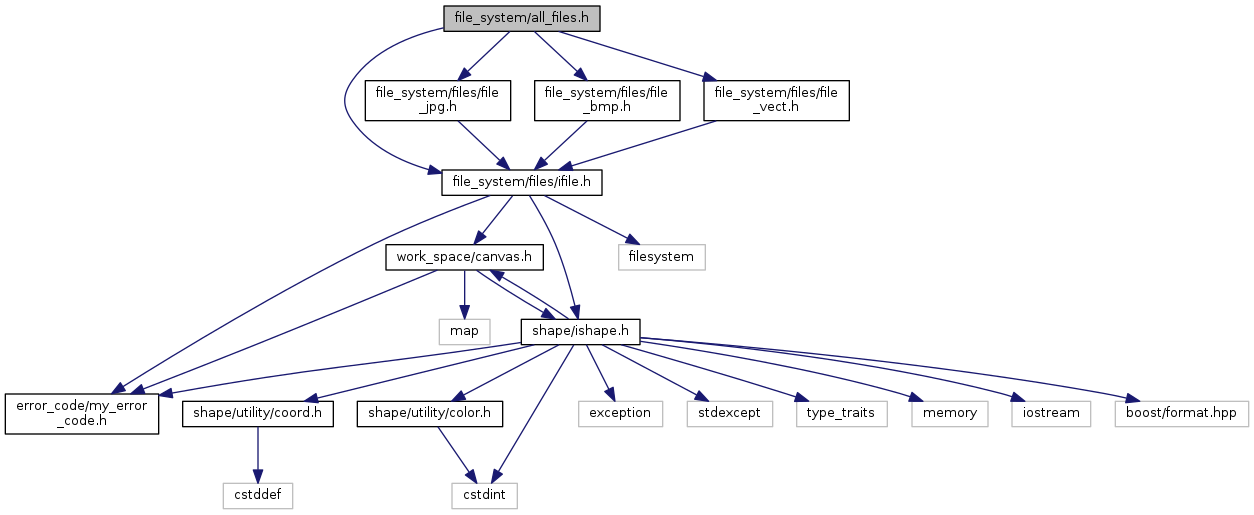 file_system/all_files.h
file_system/files/file
_jpg.h
file_system/files/file
_bmp.h
file_system/files/file
_vect.h
file_system/files/ifile.h
work_space/canvas.h
filesystem
map
shape/ishape.h
error_code/my_error
_code.h
shape/utility/coord.h
shape/utility/color.h
exception
stdexcept
type_traits
memory
iostream
boost/format.hpp
cstddef
cstdint